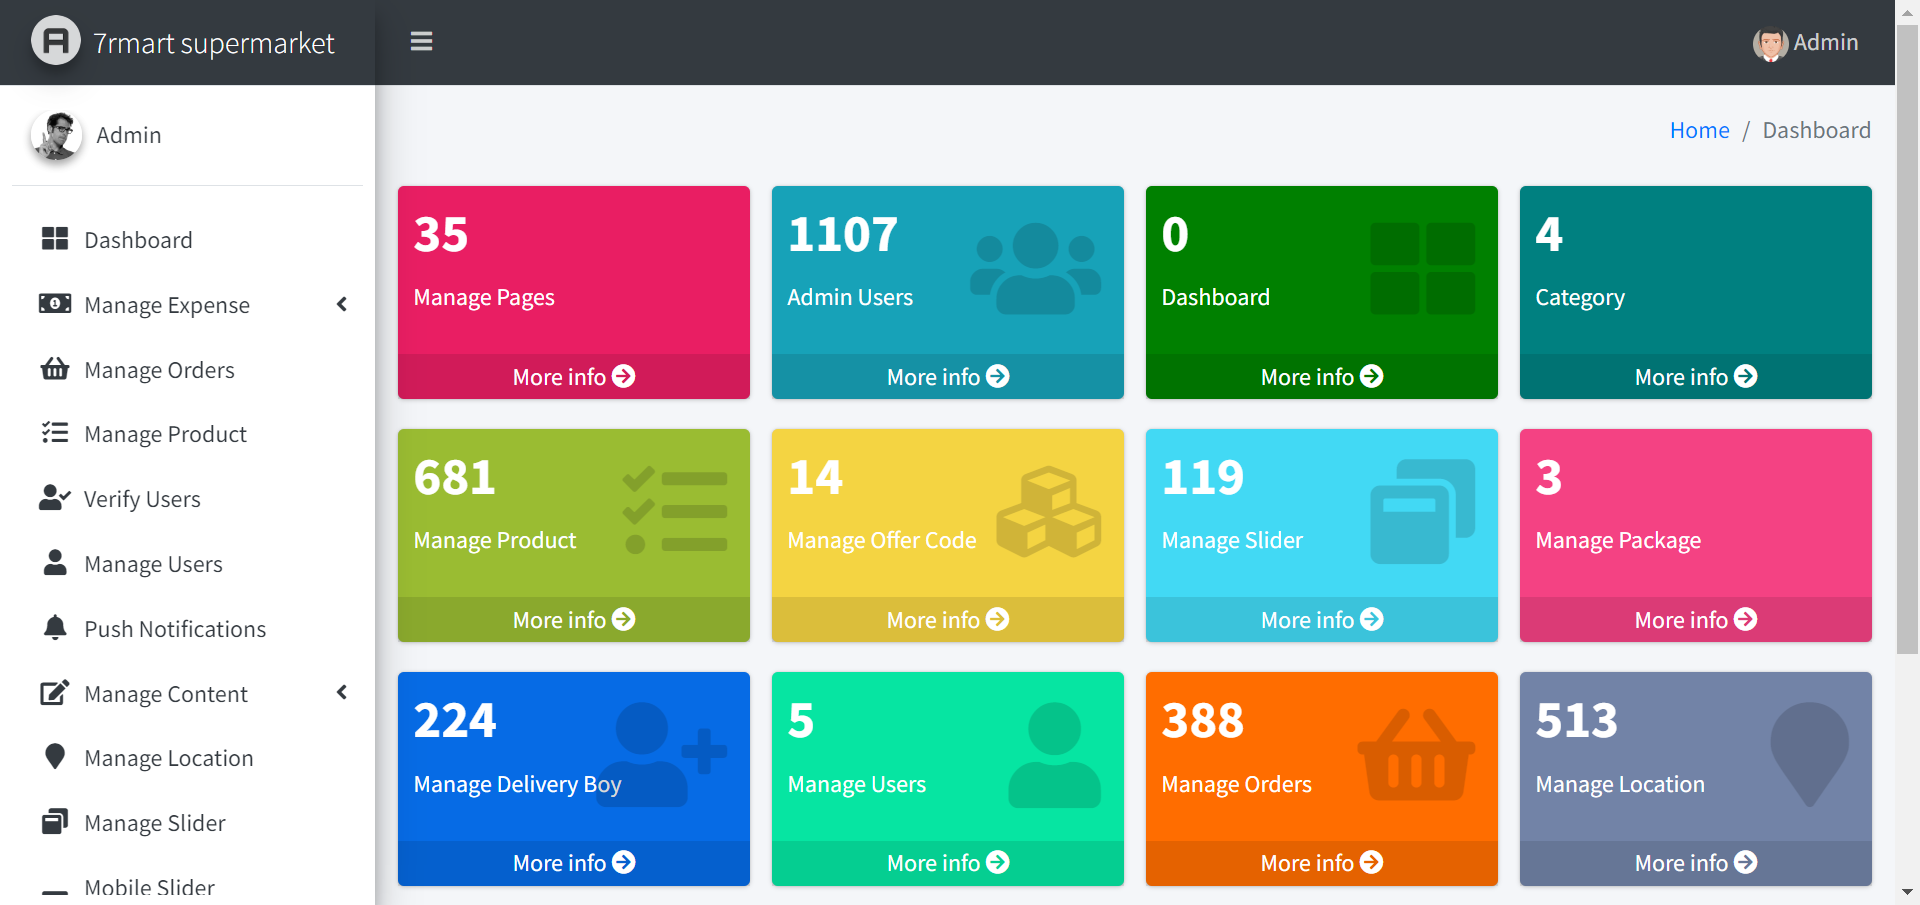 7rmart supermarket
Admin
Admin
Home / Dashboard
Dashboard
Manage Expense
Manage Orders
Manage Product
Verify Users
Manage Users
Push Notifications
Manage Content
Manage Location
Manage Slider
Mobile Slider
35
Manage Pages
More info
1107
Admin Users
More info
0
Dashboard
More info
4
Category
More info
681
Manage Product
More info
14
Manage Offer Code
More info
119
Manage Slider
More info
3
Manage Package
More info
224
Manage Delivery Boy
More info
5
Manage Users
More info
388
Manage Orders
More info
513
Manage Location
More info